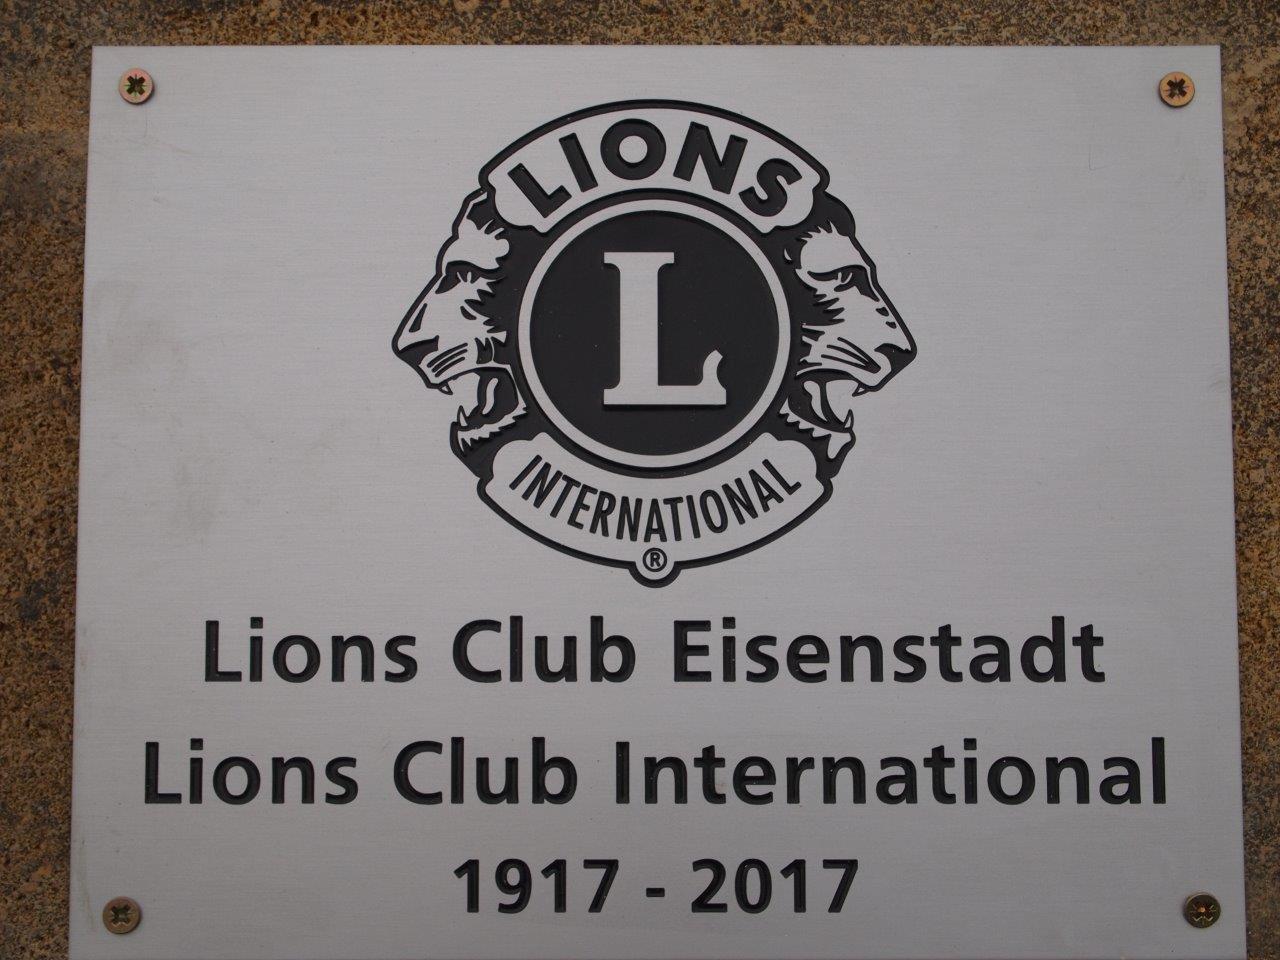 LIONS
L
INTERNATIONAL
®
Lions Club Eisenstadt
Lions Club International
1917 - 2017